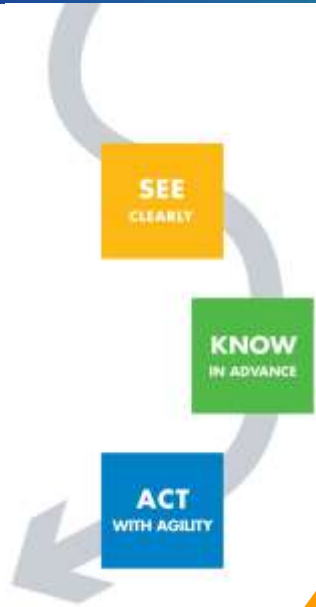 SEE
CLEARLY
KNOW
IN ADVANCE
ACT
WITH AGILITY